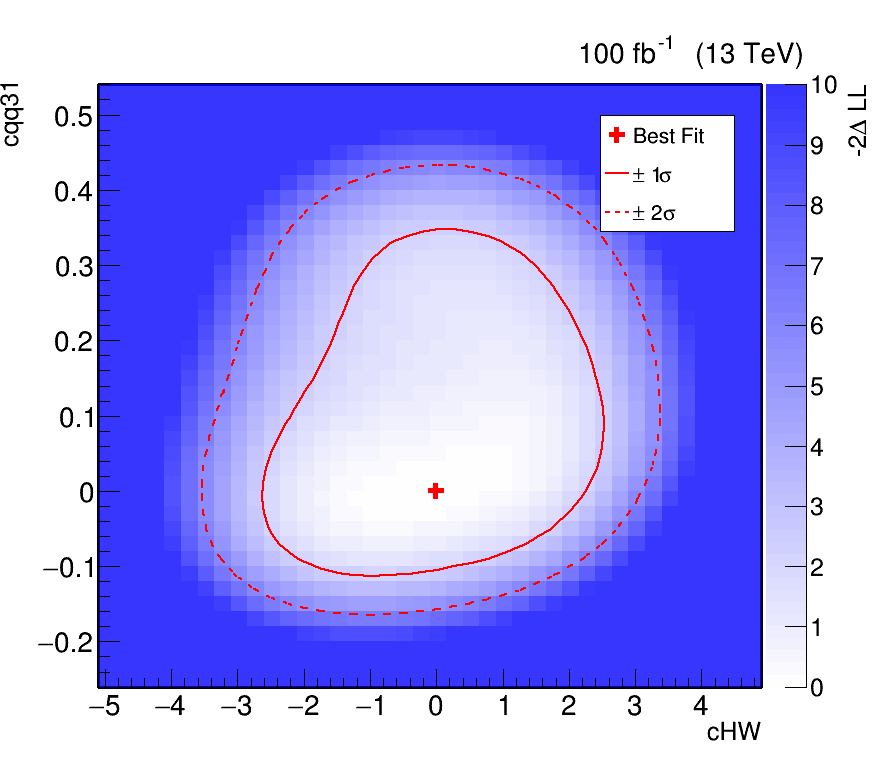 100 fb⁻¹ (13 TeV)
cqq31
0.5
0.4
0.3
0.2
0.1
0
−0.1
−0.2
Best Fit
± 1σ
± 2σ
10
9
8
7
6
5
4
3
2
1
0
-2Δ LL
−5 −4 −3 −2 −1 0 1 2 3 4
cHW